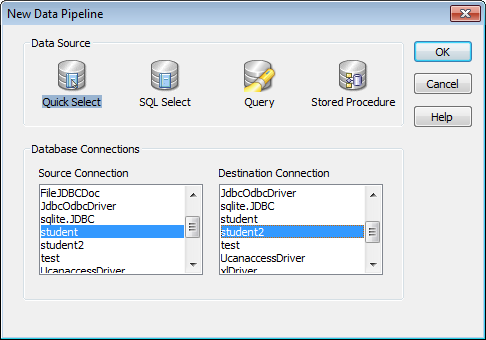 New Data Pipeline
Data Source
Quick Select
SQL Select
Query
Stored Procedure
OK
Cancel
Help
Database Connections
Source Connection
FileJDBCDoc
JdbcOdbcDriver
sqlite.JDBC
student
student2
test
UcanaccessDriver
Destination Connection
JdbcOdbcDriver
sqlite.JDBC
student
student2
test
UcanaccessDriver
xlDriver